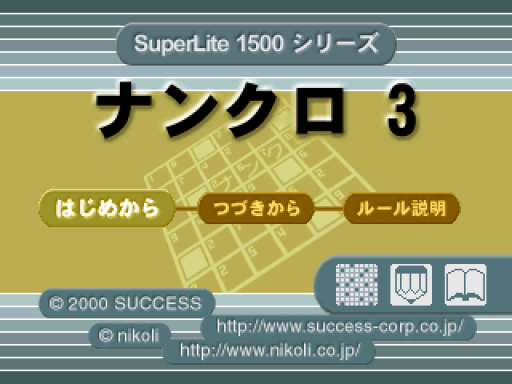 SuperLite 1500 シリーズ
ナンクロ 3
はじめから つづきから ルール説明
© 2000 SUCCESS
© nikoli
http://www.success-corp.co.jp/
http://www.nikoli.co.jp/